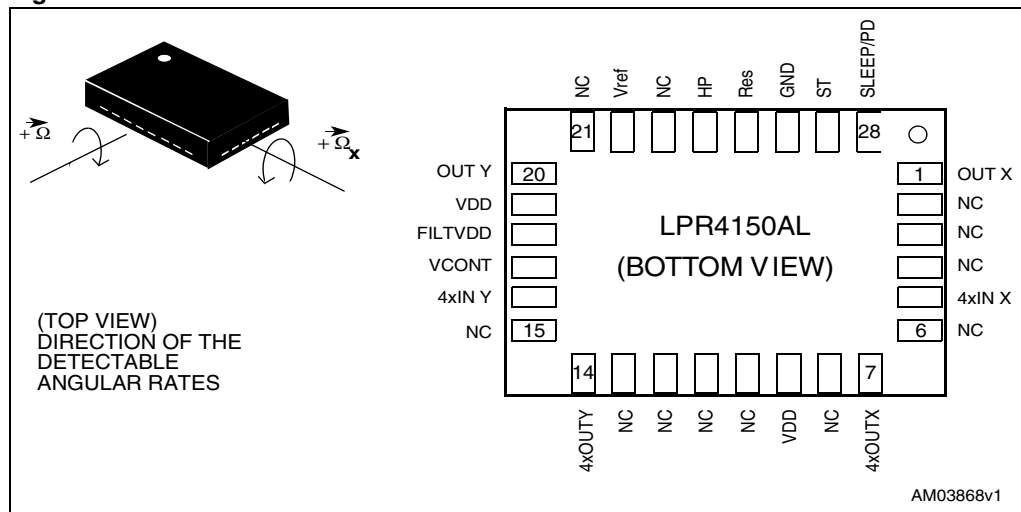 + Ω
+ Ω x
(TOP VIEW)
DIRECTION OF THE
DETECTABLE
ANGULAR RATES
NC
Vref
NC
HP
Res
GND
ST
SLEEP/PD
21
28
OUT Y
20
1
OUT X
VDD
NC
FILTVDD
NC
VCONT
NC
4xIN Y
4xIN X
NC
15
6
NC
LPR4150AL
(BOTTOM VIEW)
14
7
4xOUTY
NC
NC
NC
NC
VDD
NC
4xOUTX
AM03868v1